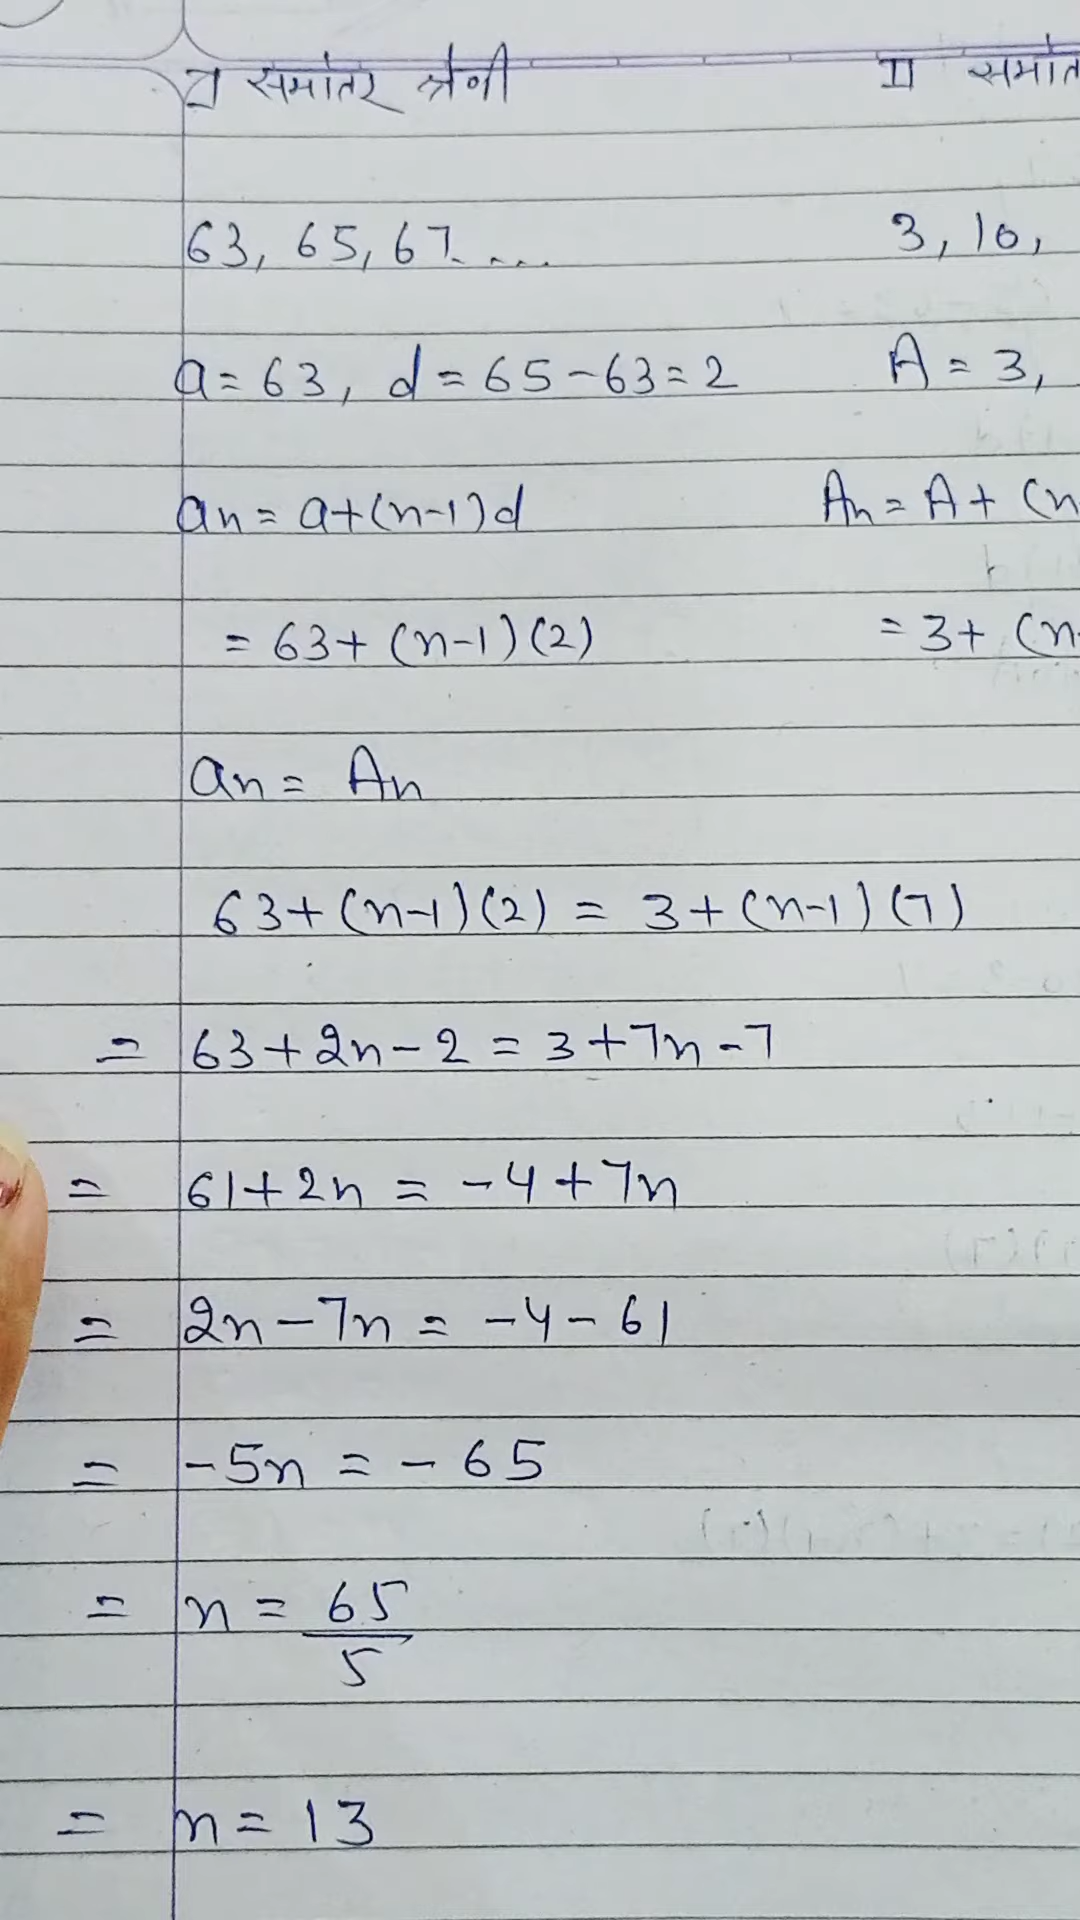 I समांतर श्रेणी II समांत
63, 65, 67.... 3, 10,
a = 63, d = 65 - 63 = 2 A = 3,
an = a + (n-1)d An = A + (n
= 63 + (n-1) (2) = 3 + (n-
an = An
63 + (n-1) (2) = 3 + (n-1) (7)
= 63 + 2n - 2 = 3 + 7n - 7
= 61 + 2n = -4 + 7n
= 2n - 7n = -4 - 61
= -5n = -65
= n = 65
5
= n = 13